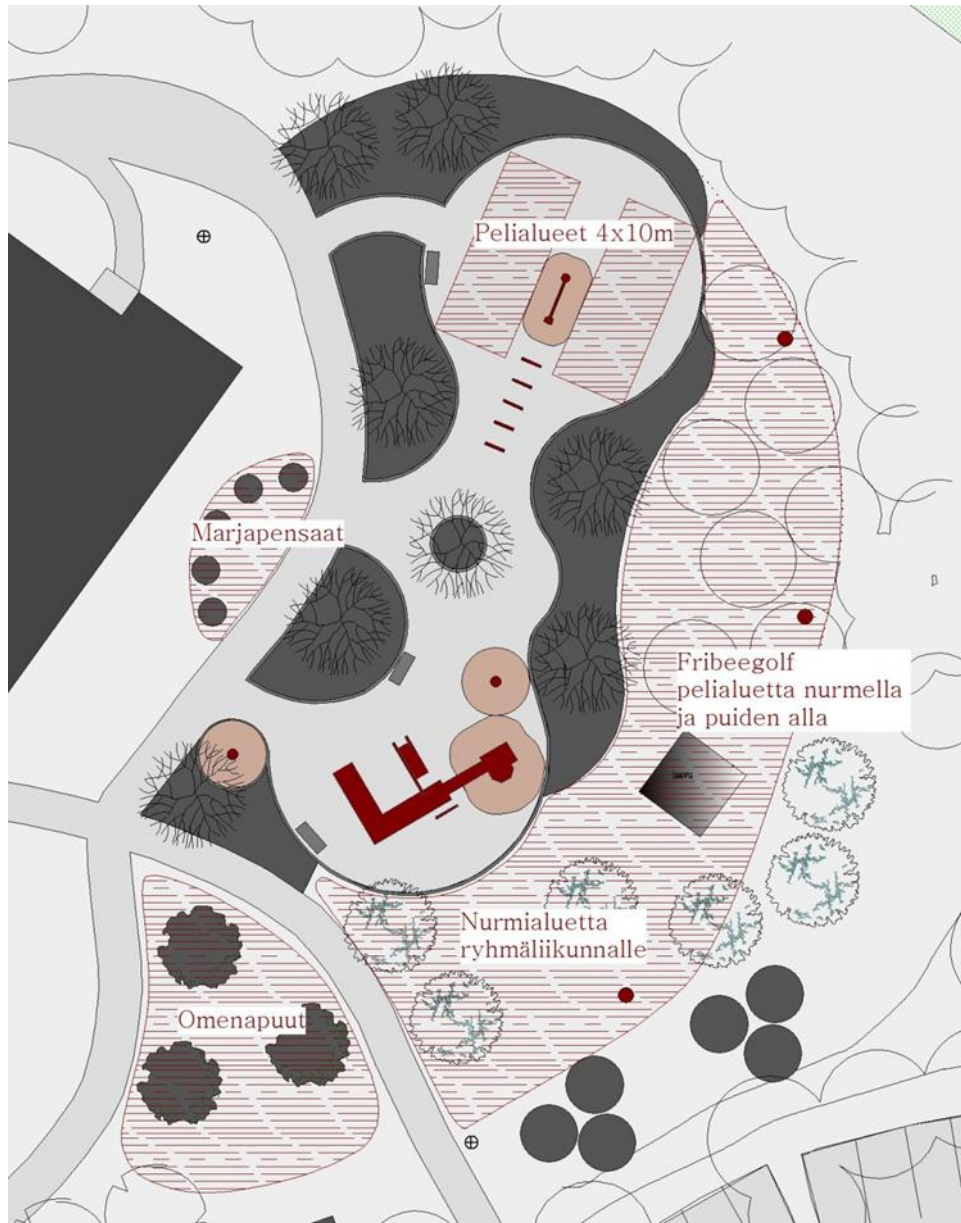 Pelialueet 4x10m
Marjapensaat
Fribeegolf
pelialuetta nurmella
ja puiden alla
Nurmialuetta
ryhmäliikunnalle
Omenapuut